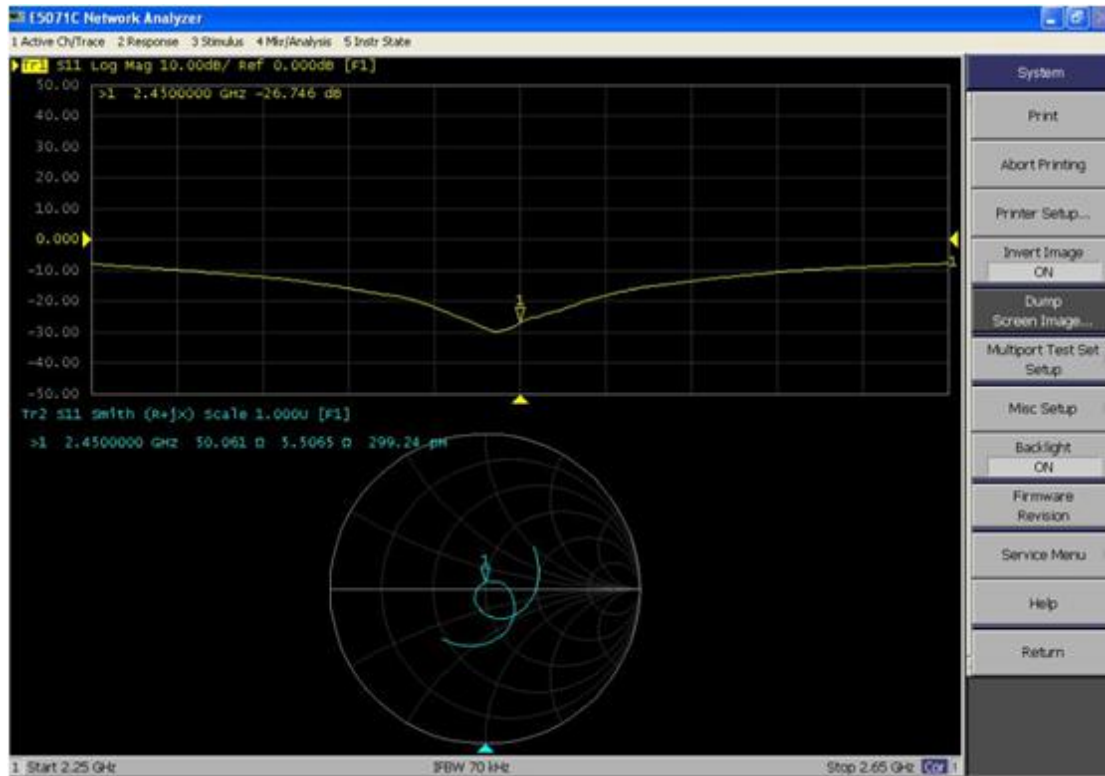 E5071C Network Analyzer
1 Active Ch/Trace 2 Response 3 Stimulus 4 Mkr/Analysis 5 Instr State
Tr1 S11 Log Mag 10.00dB/ Ref 0.000dB [F1]
50.00
>1 2.4500000 GHz -26.746 dB
40.00
30.00
20.00
10.00
0.000
-10.00
1
-20.00
1
-30.00
-40.00
-50.00
Tr2 S11 Smith (R+jX) Scale 1.000U [F1]
>1 2.4500000 GHz 50.061 Ω 5.5065 Ω 299.24 pH
1
1 Start 2.25 GHz IFBW 70 kHz Stop 2.65 GHz Cor !
System
Print
Abort Printing
Printer Setup...
Invert Image
ON
Dump
Screen Image...
Multiport Test Set
Setup
Misc Setup
Backlight
ON
Firmware
Revision
Service Menu
Help
Return